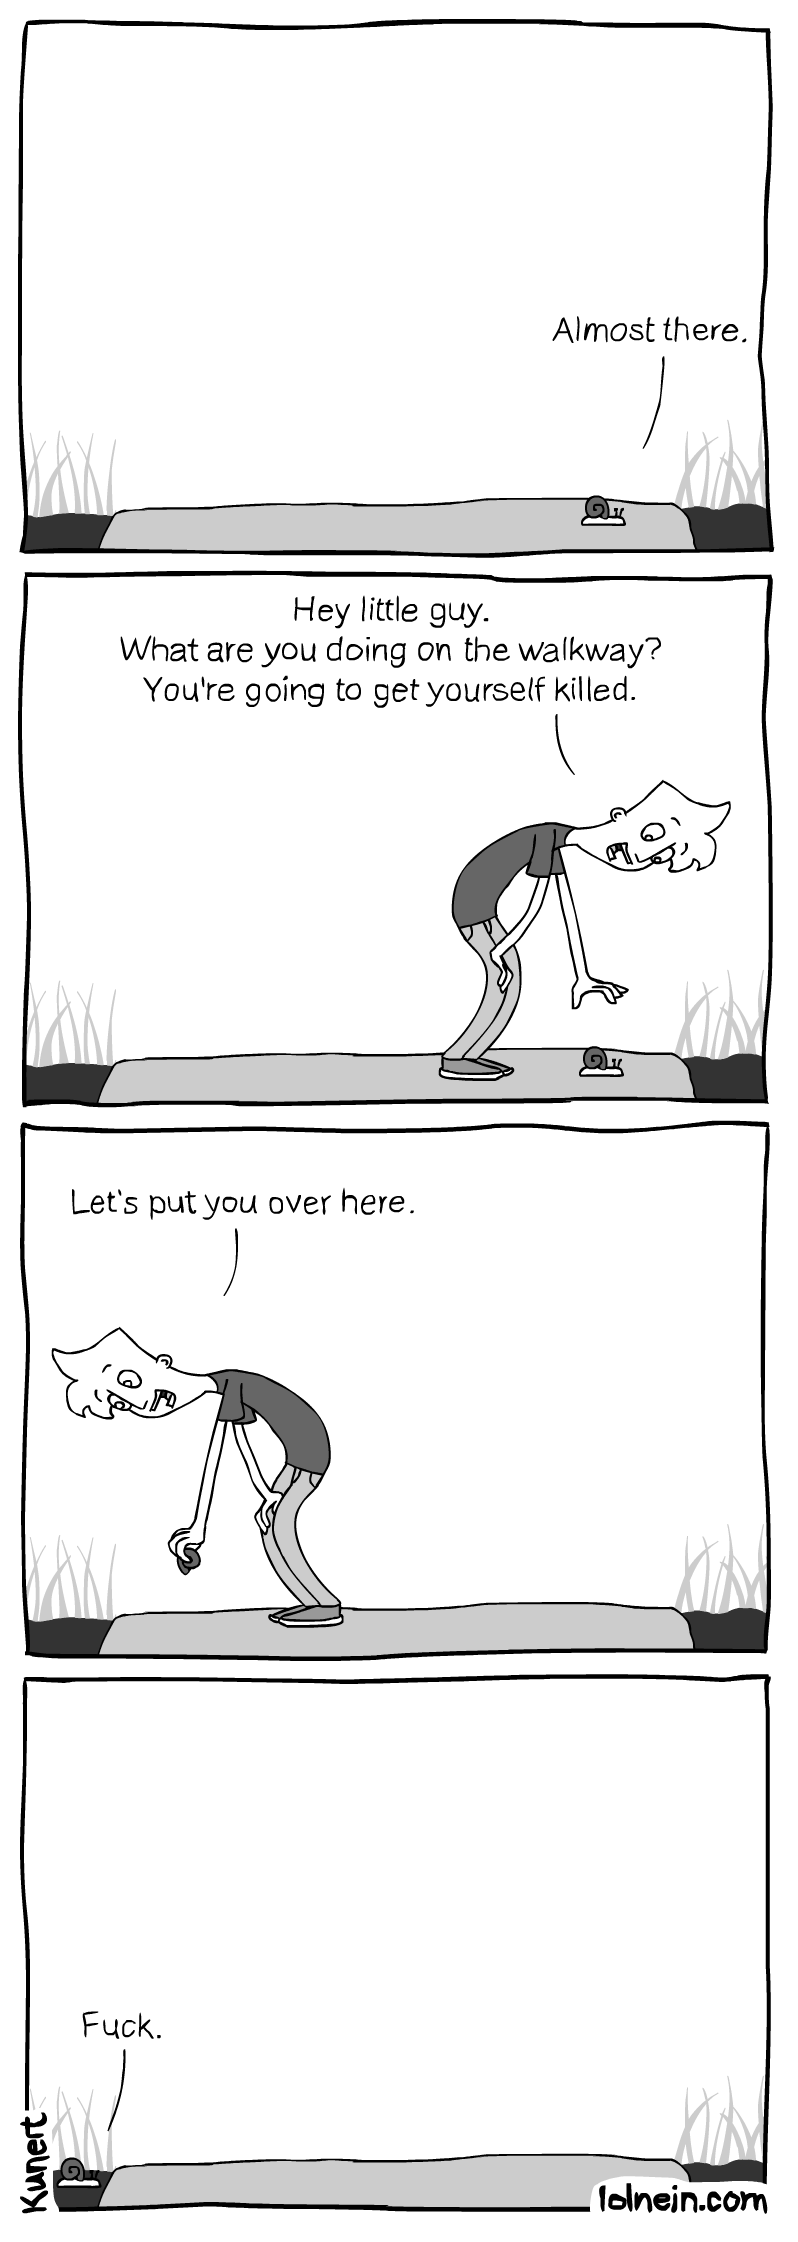 Almost there.
Hey little guy.
What are you doing on the walkway?
You're going to get yourself killed.
Let's put you over here.
Fuck.
Kunert
lolnein.com